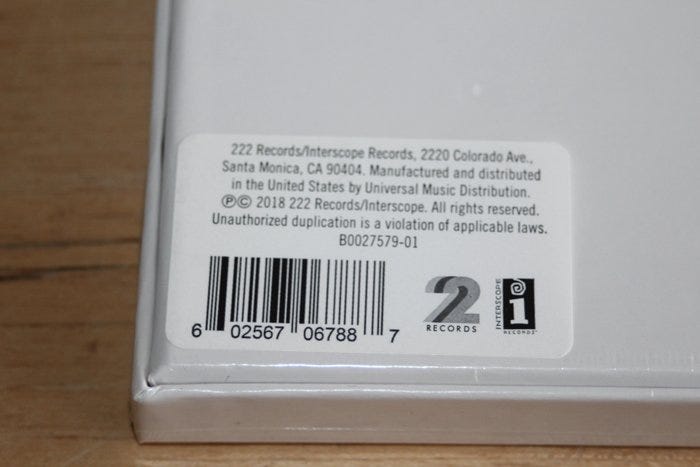 222 Records/Interscope Records, 2220 Colorado Ave.,
Santa Monica, CA 90404. Manufactured and distributed
in the United States by Universal Music Distribution.
℗© 2018 222 Records/Interscope. All rights reserved.
Unauthorized duplication is a violation of applicable laws.
B0027579-01
6 02567 06788 7
222
RECORDS
INTERSCOPE
i
RECORDS